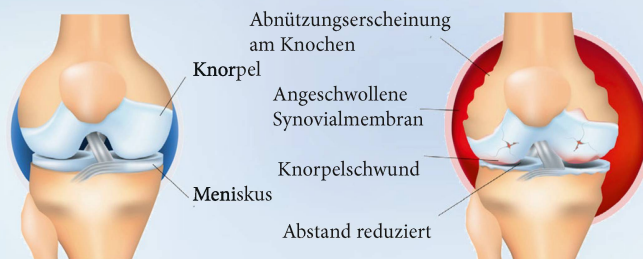 Abnützungserscheinung
am Knochen
Knorpel
Angeschwollene
Synovialmembran
Knorpelschwund
Meniskus
Abstand reduziert